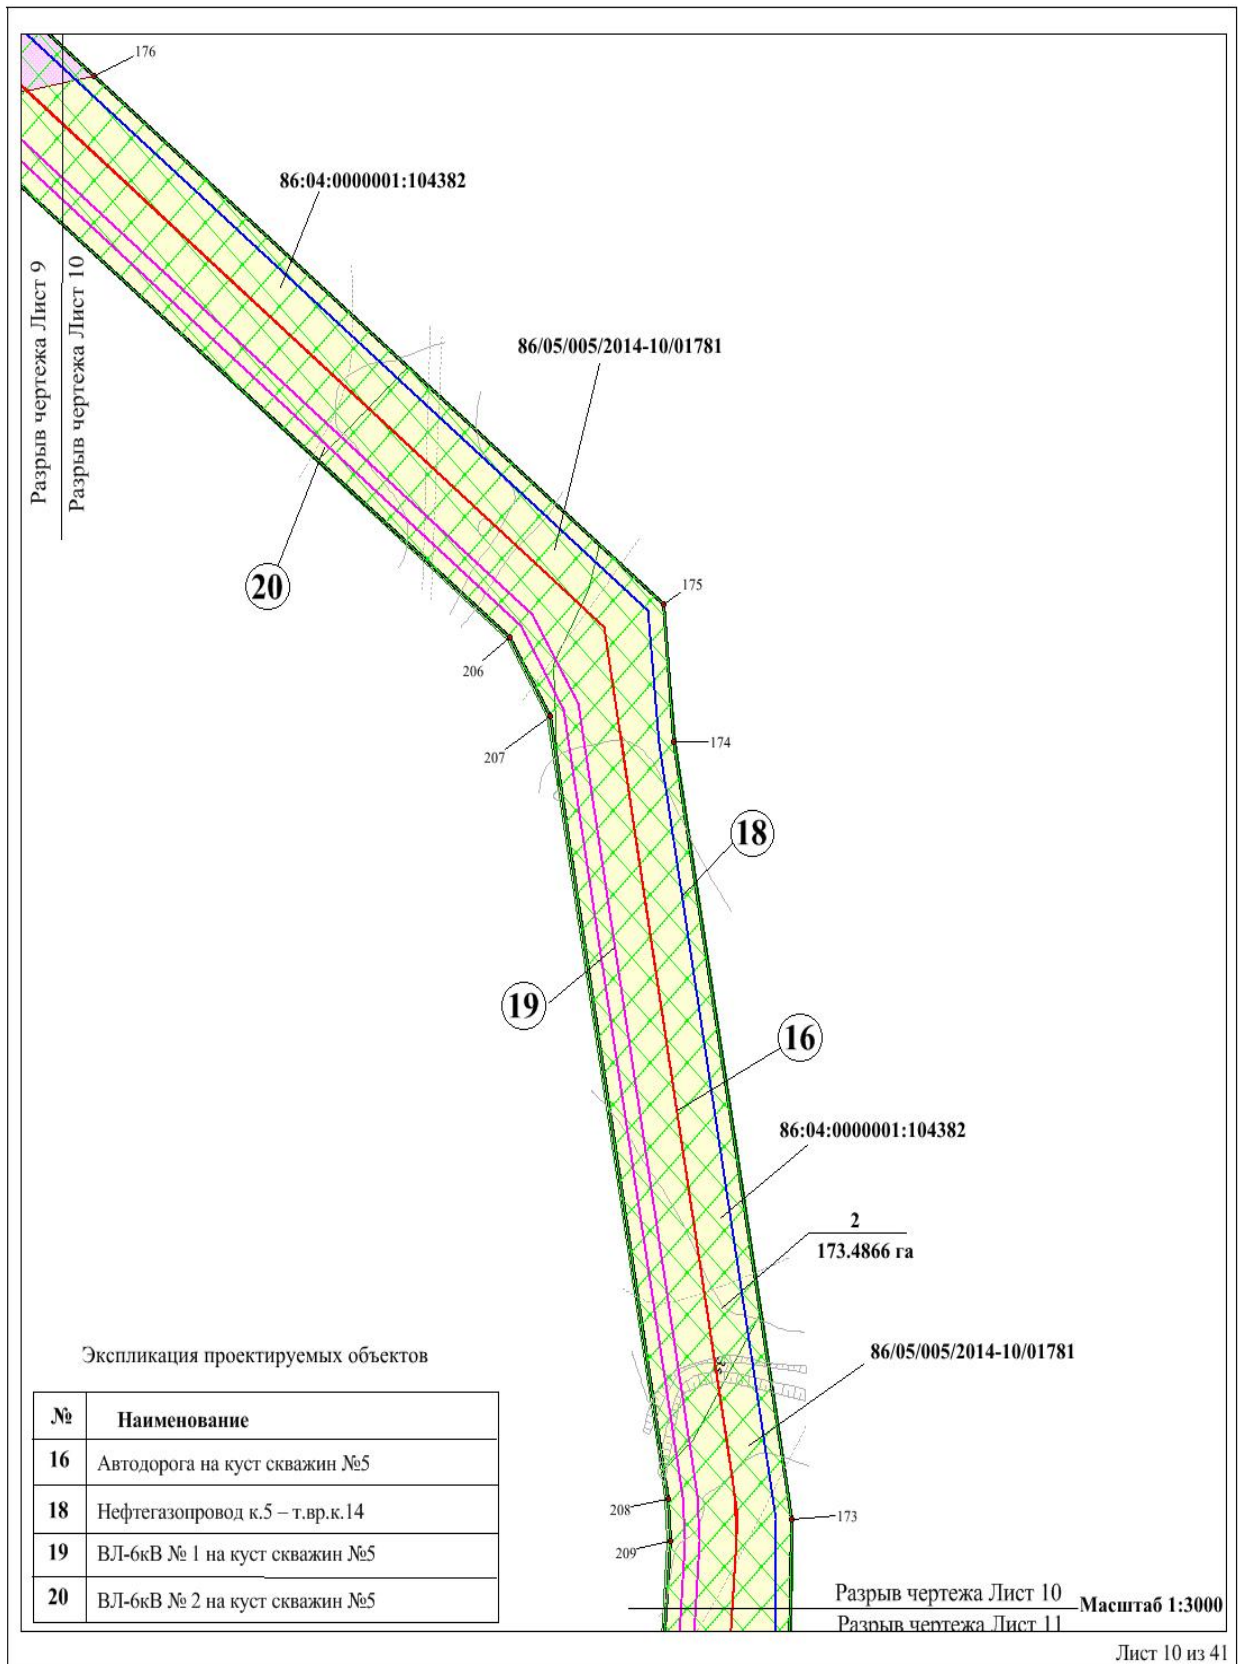 176
86:04:0000001:104382
Разрыв чертежа Лист 9
Разрыв чертежа Лист 10
86/05/005/2014-10/01781
20
175
206
174
207
18
19
16
86:04:0000001:104382
2
173.4866 га
86/05/005/2014-10/01781
Экспликация проектируемых объектов
№ Наименование
16 Автодорога на куст скважин №5
18 Нефтегазопровод к.5 – т.вр.к.14
19 ВЛ-6кВ № 1 на куст скважин №5
20 ВЛ-6кВ № 2 на куст скважин №5
208
173
209
Разрыв чертежа Лист 10
Масштаб 1:3000
Разрыв чертежа Лист 11
Лист 10 из 41